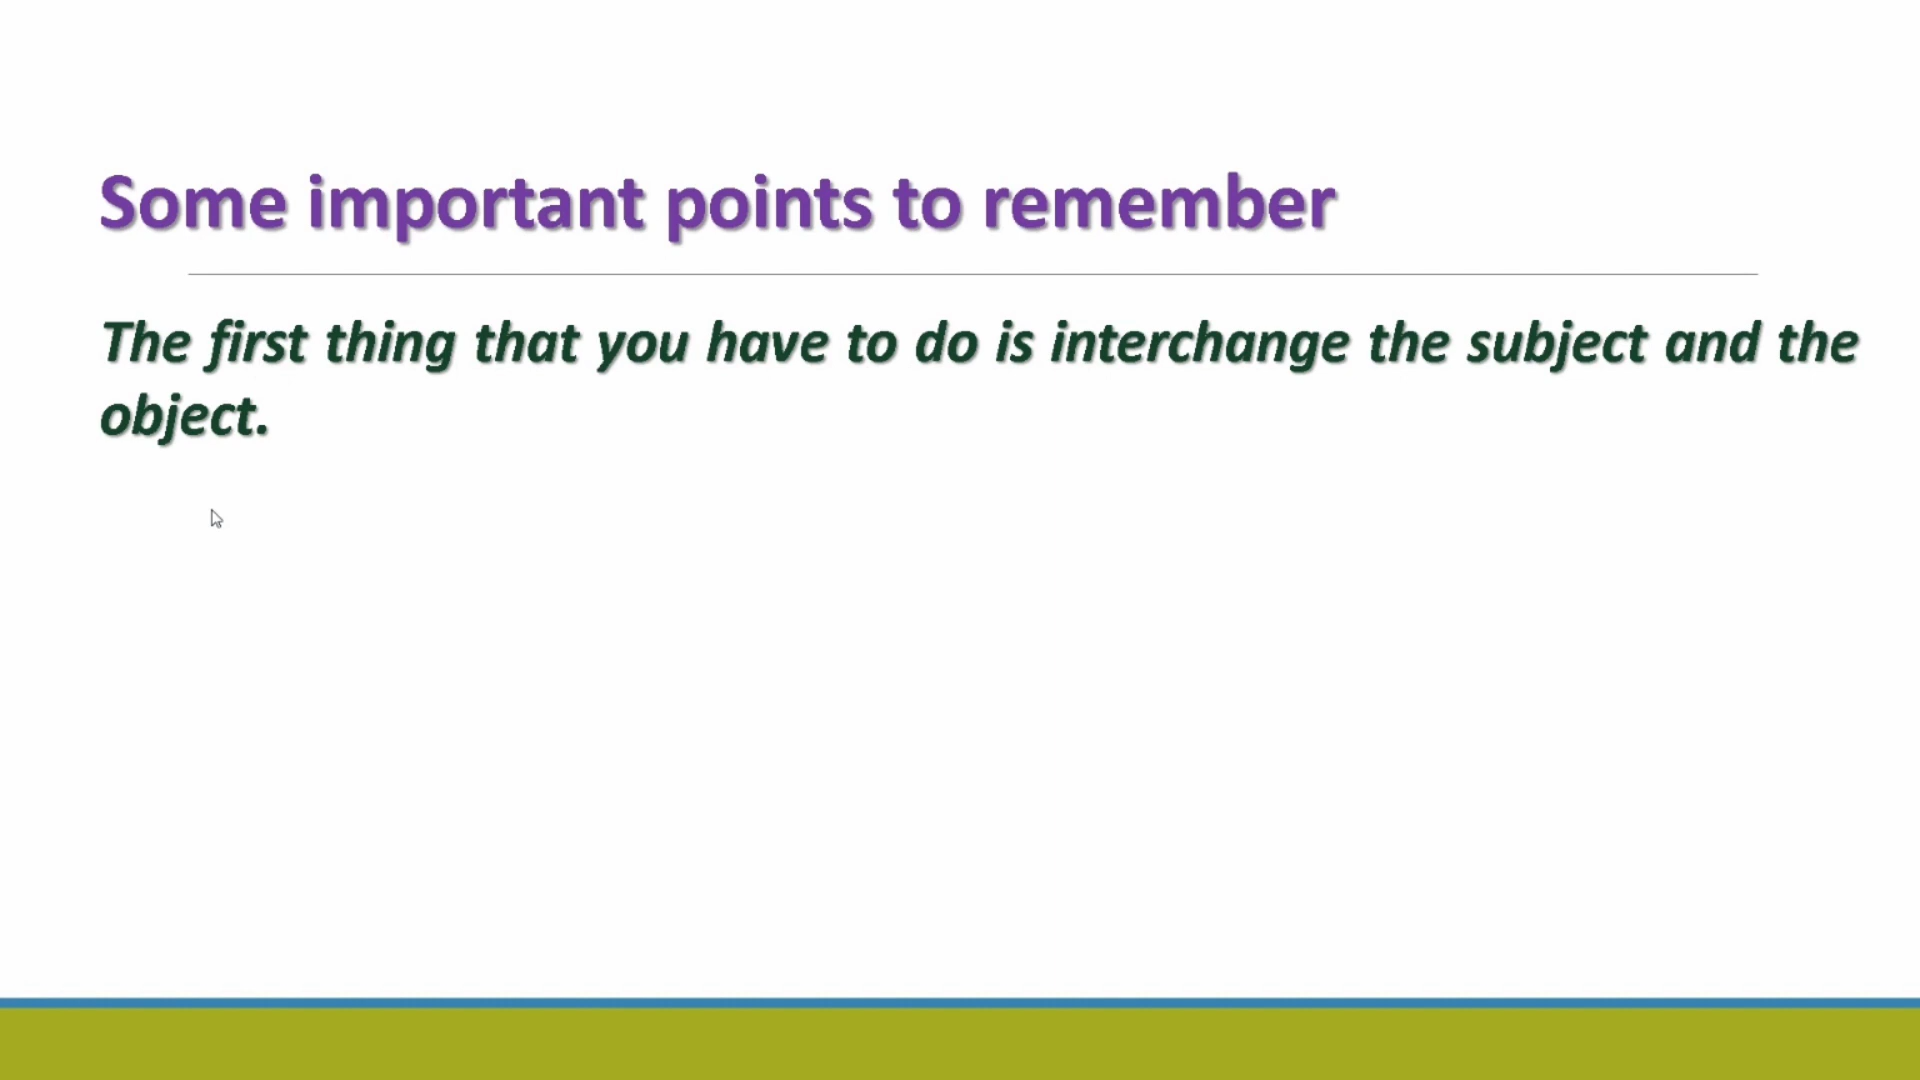 Some important points to remember
The first thing that you have to do is interchange the subject and the
object.